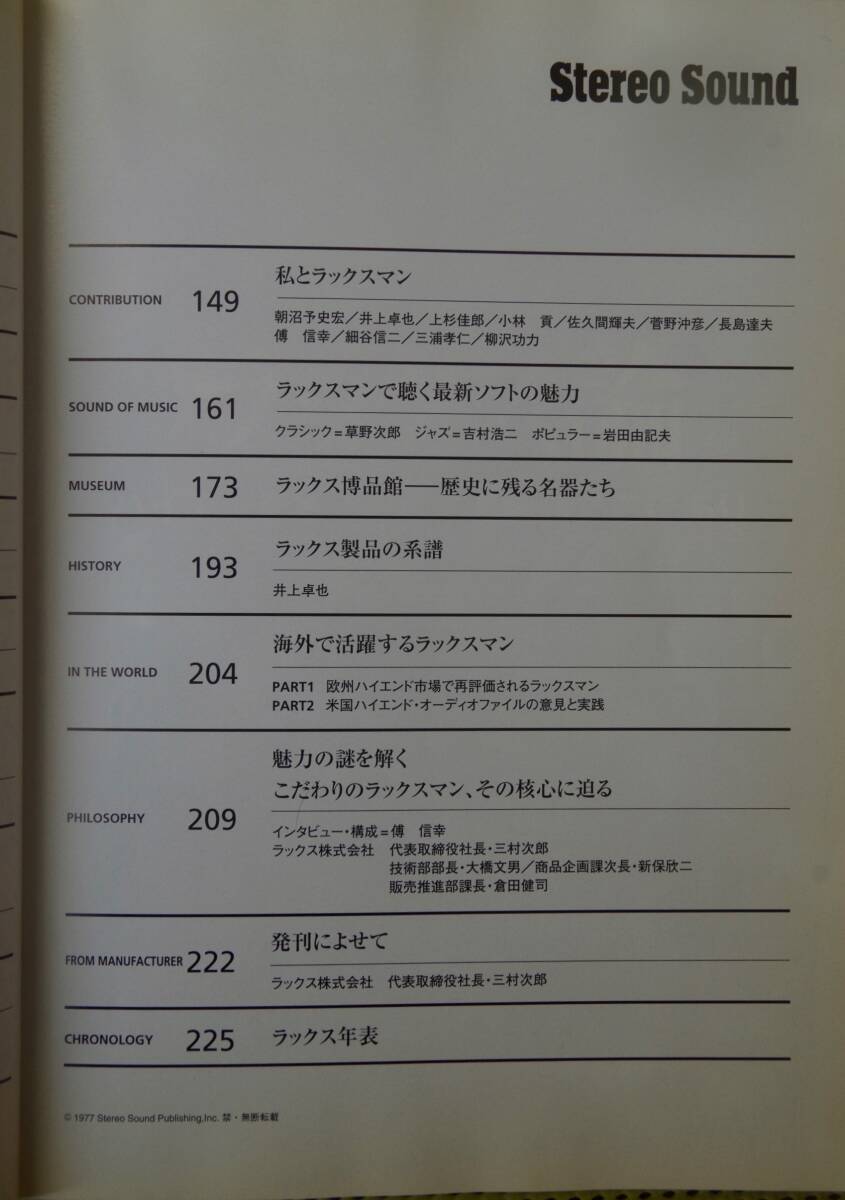 Stereo Sound
CONTRIBUTION 149 私とラックスマン
朝沼予史宏／井上卓也／上杉佳郎／小林　貢／佐久間輝夫／菅野沖彦／長島達夫
傅　信幸／細谷信二／三浦孝仁／柳沢功力
SOUND OF MUSIC 161 ラックスマンで聴く最新ソフトの魅力
クラシック＝草野次郎　ジャズ＝吉村浩二　ポピュラー＝岩田由記夫
MUSEUM 173 ラックス博品館——歴史に残る名器たち
HISTORY 193 ラックス製品の系譜
井上卓也
IN THE WORLD 204 海外で活躍するラックスマン
PART1　欧州ハイエンド市場で再評価されるラックスマン
PART2　米国ハイエンド・オーディオファイルの意見と実践
PHILOSOPHY 209 魅力の謎を解く
こだわりのラックスマン、その核心に迫る
インタビュー・構成＝傅　信幸
ラックス株式会社　代表取締役社長・三村次郎
技術部部長・大橋文男／商品企画課次長・新保欣二
販売推進部課長・倉田健司
FROM MANUFACTURER 222 発刊によせて
ラックス株式会社　代表取締役社長・三村次郎
CHRONOLOGY 225 ラックス年表
© 1977 Stereo Sound Publishing,Inc. 禁・無断転載